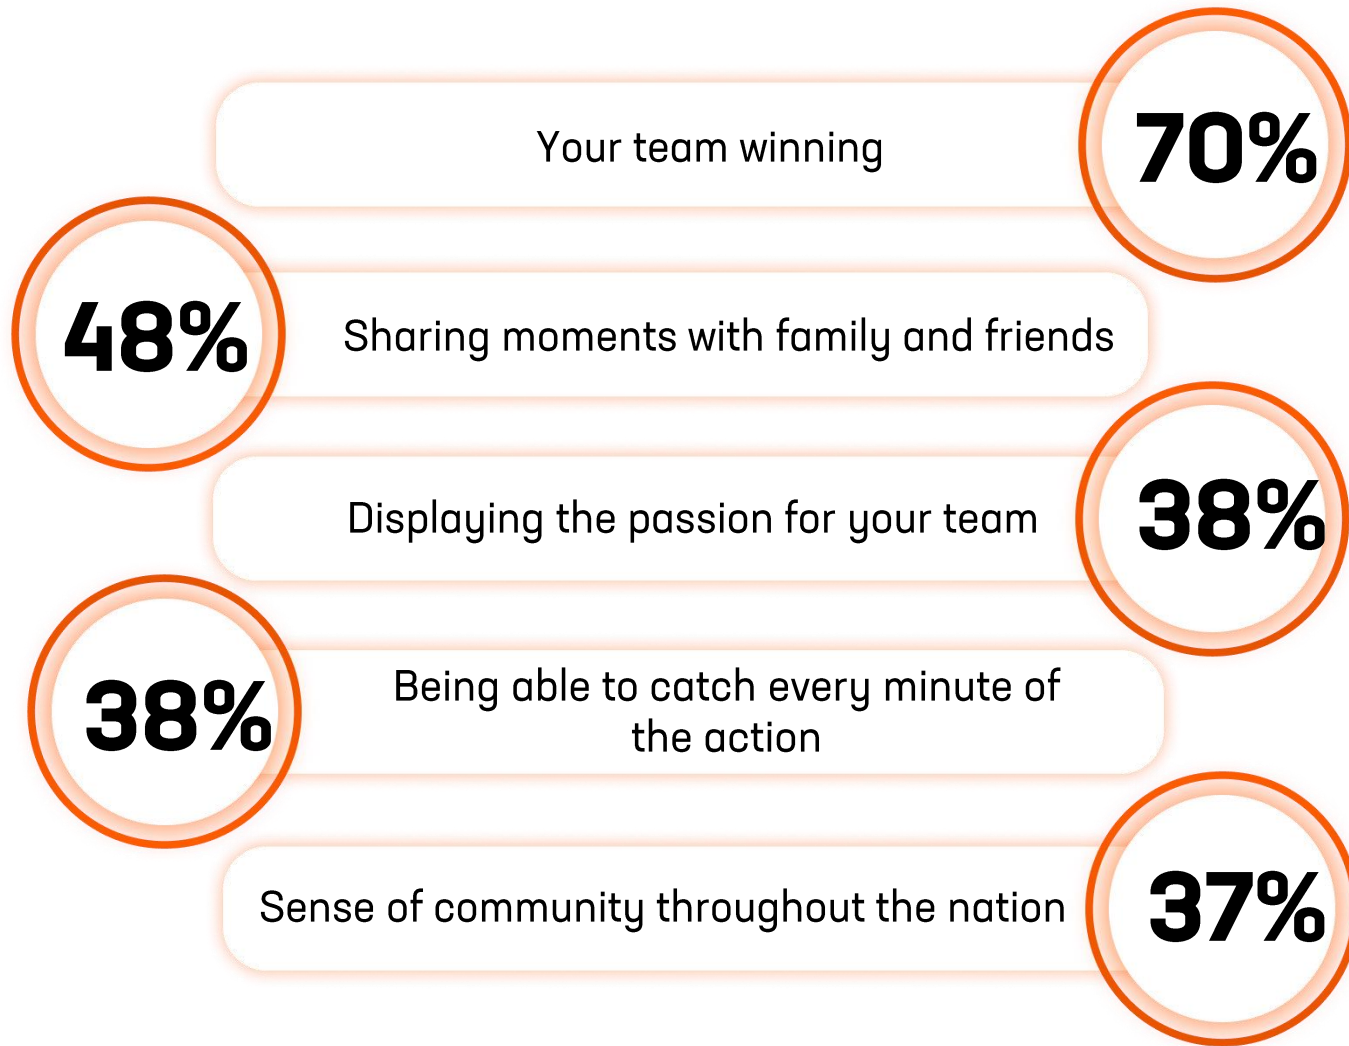 Your team winning
70%
48%
Sharing moments with family and friends
Displaying the passion for your team
38%
38%
Being able to catch every minute of
the action
Sense of community throughout the nation
37%